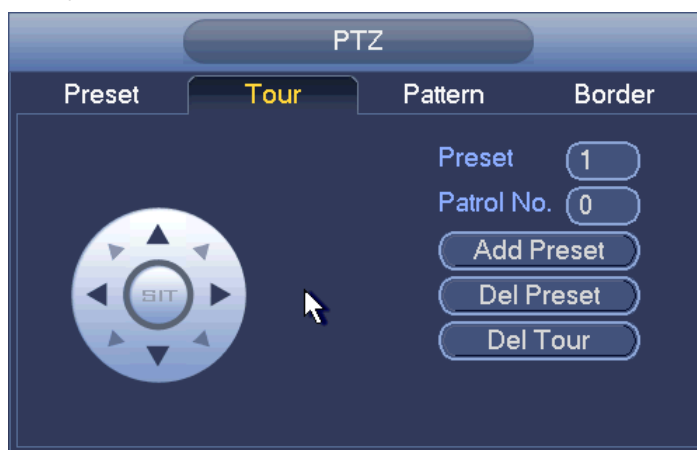 PTZ
Preset Tour Pattern Border
Preset 1
Patrol No. 0
SIT
Add Preset
Del Preset
Del Tour